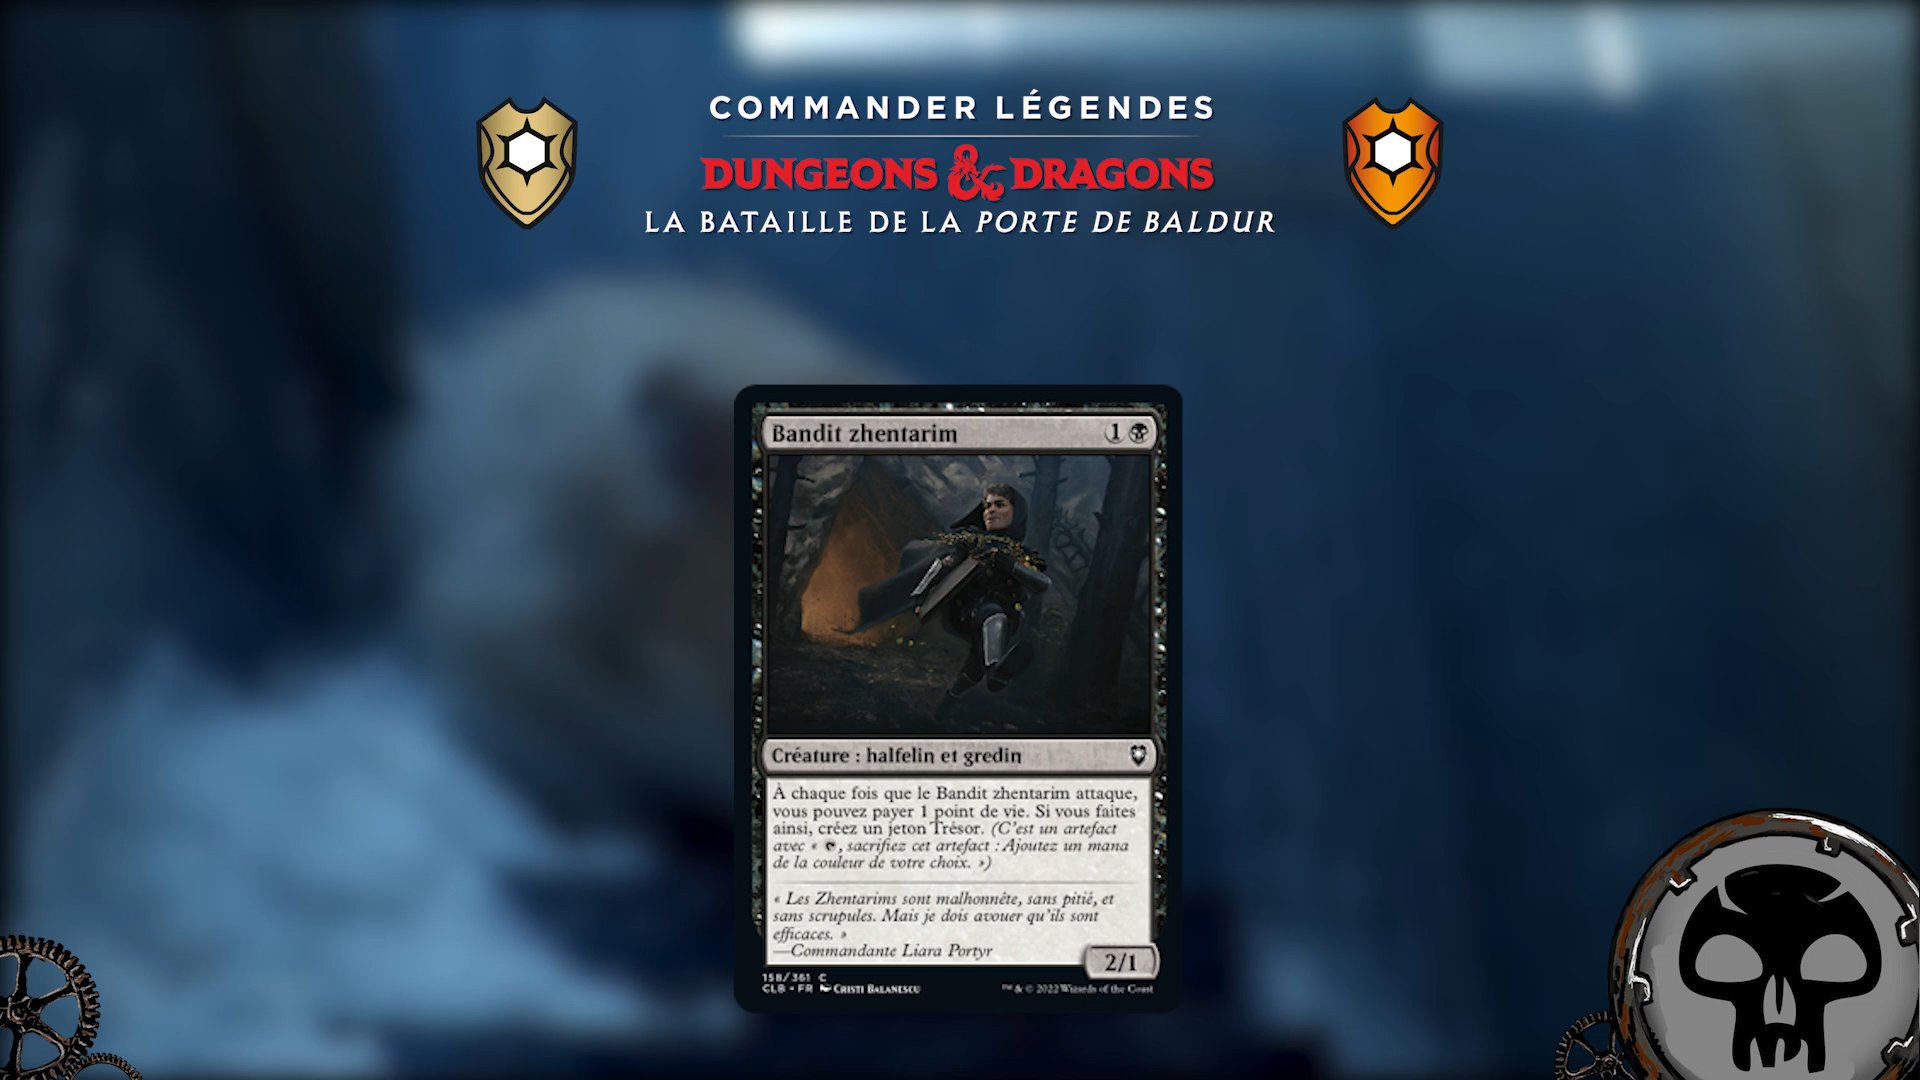 COMMANDER LÉGENDES
DUNGEONS & DRAGONS
LA BATAILLE DE LA PORTE DE BALDUR
Bandit zhentarim 1
Créature : halfelin et gredin
À chaque fois que le Bandit zhentarim attaque,
vous pouvez payer 1 point de vie. Si vous faites
ainsi, créez un jeton Trésor. (C'est un artefact
avec « , sacrifiez cet artefact : Ajoutez un mana
de la couleur de votre choix. »)
« Les Zhentarims sont malhonnête, sans pitié, et
sans scrupules. Mais je dois avouer qu'ils sont
efficaces. »
—Commandante Liara Portyr
2/1
158/361 C
CLB • FR CRISTI BALANESCU
™ & © 2022 Wizards of the Coast